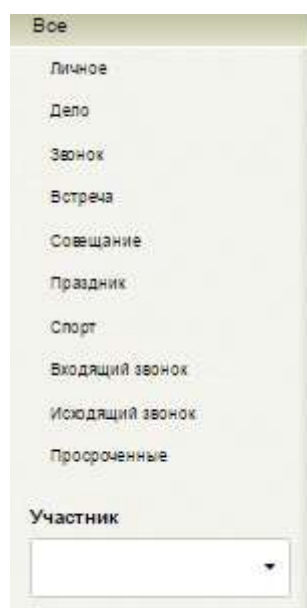 Все
Личное
Дело
Звонок
Встреча
Совещание
Праздник
Спорт
Входящий звонок
Исходящий звонок
Просроченные
Участник